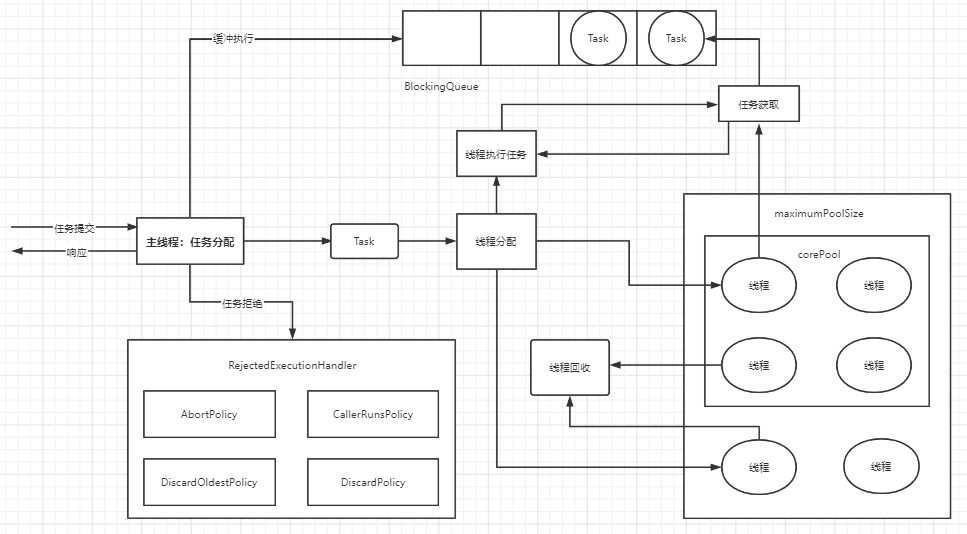 缓冲执行
Task
Task
BlockingQueue
任务获取
线程执行任务
任务提交
响应
主线程：任务分配
Task
线程分配
maximumPoolSize
corePool
线程
线程
任务拒绝
RejectedExecutionHandler
线程回收
线程
线程
AbortPolicy
CallerRunsPolicy
DiscardOldestPolicy
DiscardPolicy
线程
线程